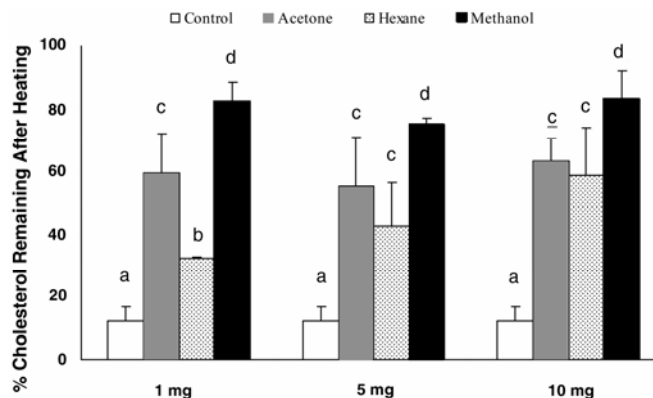 Control Acetone Hexane Methanol
% Cholesterol Remaining After Heating
100
80
60
40
20
0
a c b d
a c c d
a c c d
1 mg 5 mg 10 mg